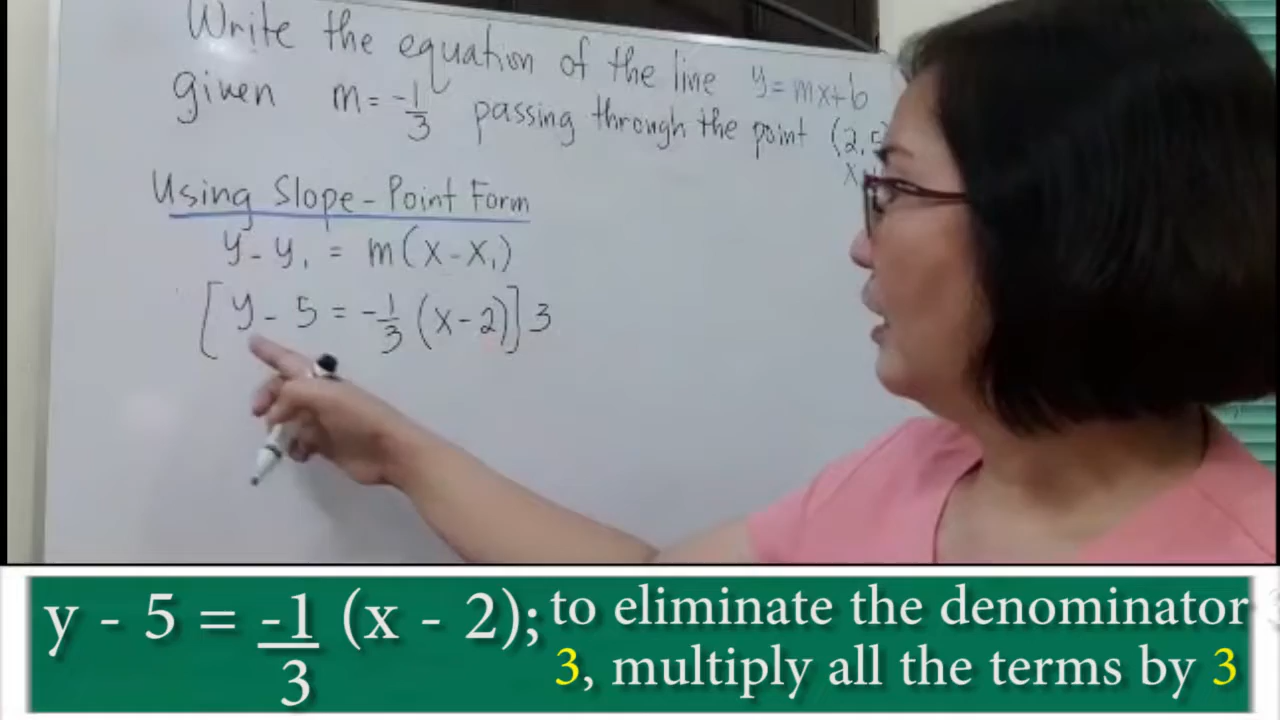 Write the equation of the line y = mx+b
given m = -1/3 passing through the point (2, 5
x
Using Slope - Point Form
y - y₁ = m(x - x₁)
[y - 5 = -1/3 (x - 2)] 3
y - 5 = -1/3 (x - 2); to eliminate the denominator
3, multiply all the terms by 3